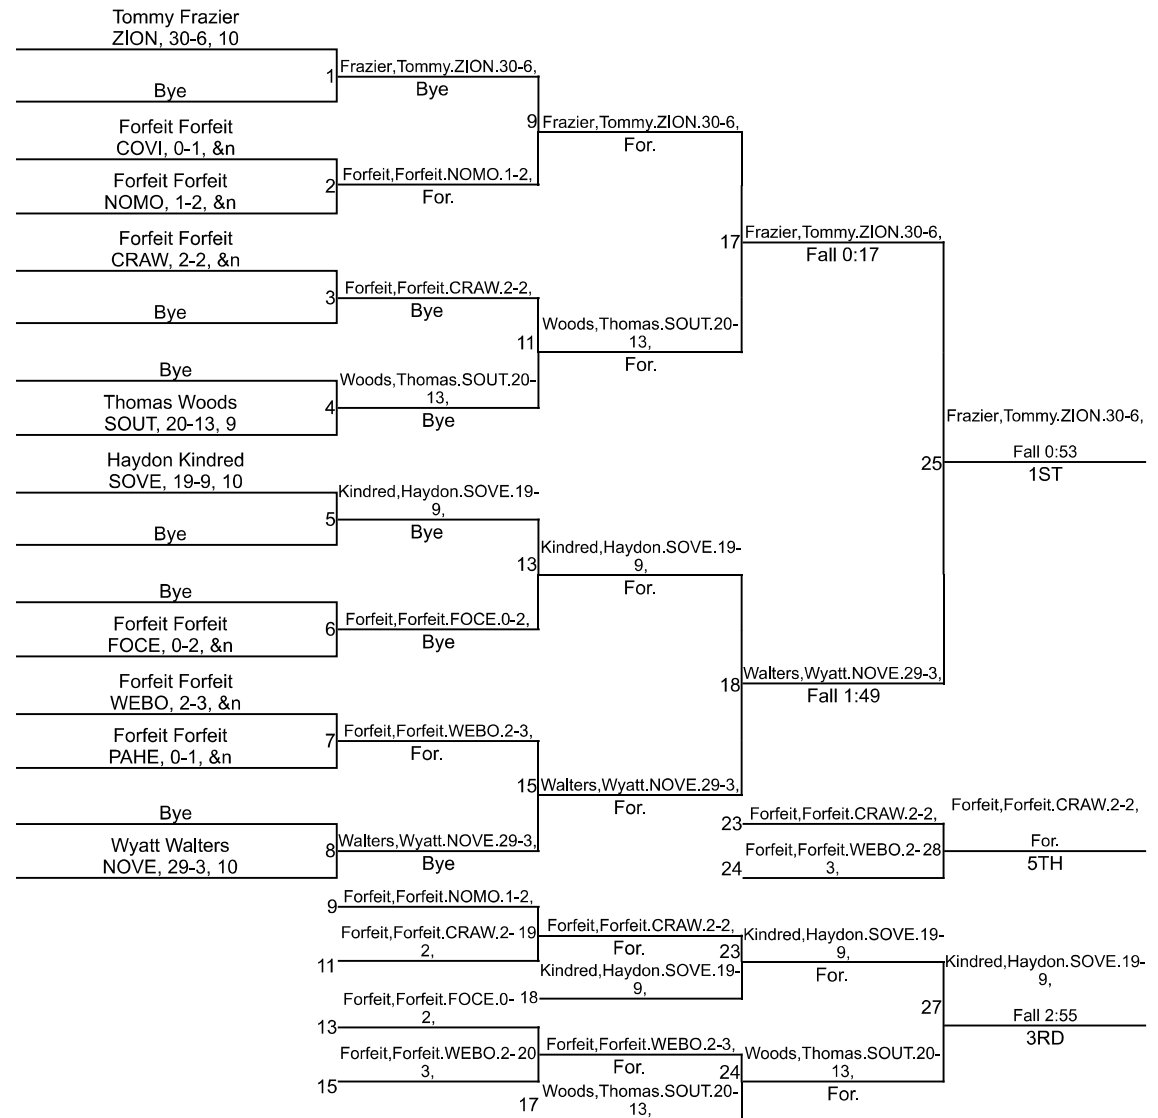 Tommy Frazier
ZION, 30-6, 10
1
Frazier,Tommy.ZION.30-6,
Bye
Bye
Forfeit Forfeit
COVI, 0-1, &n
9
Frazier,Tommy.ZION.30-6,
For.
Forfeit Forfeit
NOMO, 1-2, &n
2
Forfeit,Forfeit.NOMO.1-2,
For.
Forfeit Forfeit
CRAW, 2-2, &n
17
Frazier,Tommy.ZION.30-6,
Fall 0:17
3
Forfeit,Forfeit.CRAW.2-2,
Bye
Bye
11
Woods,Thomas.SOUT.20-
13,
For.
Bye
Thomas Woods
SOUT, 20-13, 9
4
Woods,Thomas.SOUT.20-
13,
Bye
Frazier,Tommy.ZION.30-6,
25
Fall 0:53
1ST
Haydon Kindred
SOVE, 19-9, 10
5
Kindred,Haydon.SOVE.19-
9,
Bye
Bye
13
Kindred,Haydon.SOVE.19-
9,
For.
Bye
Forfeit Forfeit
FOCE, 0-2, &n
6
Forfeit,Forfeit.FOCE.0-2,
Bye
18
Walters,Wyatt.NOVE.29-3,
Fall 1:49
Forfeit Forfeit
WEBO, 2-3, &n
Forfeit Forfeit
PAHE, 0-1, &n
7
Forfeit,Forfeit.WEBO.2-3,
For.
15
Walters,Wyatt.NOVE.29-3,
For.
Bye
Wyatt Walters
NOVE, 29-3, 10
8
Walters,Wyatt.NOVE.29-3,
Bye
23
Forfeit,Forfeit.CRAW.2-2,
24
Forfeit,Forfeit.WEBO.2-
3,
28
Forfeit,Forfeit.CRAW.2-2,
For.
5TH
9
Forfeit,Forfeit.NOMO.1-2,
11
Forfeit,Forfeit.CRAW.2-
2,
19
Forfeit,Forfeit.CRAW.2-2,
For.
18
Kindred,Haydon.SOVE.19-
9,
23
Kindred,Haydon.SOVE.19-
9,
For.
13
Forfeit,Forfeit.FOCE.0-
2,
15
Forfeit,Forfeit.WEBO.2-
3,
20
Forfeit,Forfeit.WEBO.2-3,
For.
17
Woods,Thomas.SOUT.20-
13,
24
Woods,Thomas.SOUT.20-
13,
For.
27
Kindred,Haydon.SOVE.19-
9,
Fall 2:55
3RD